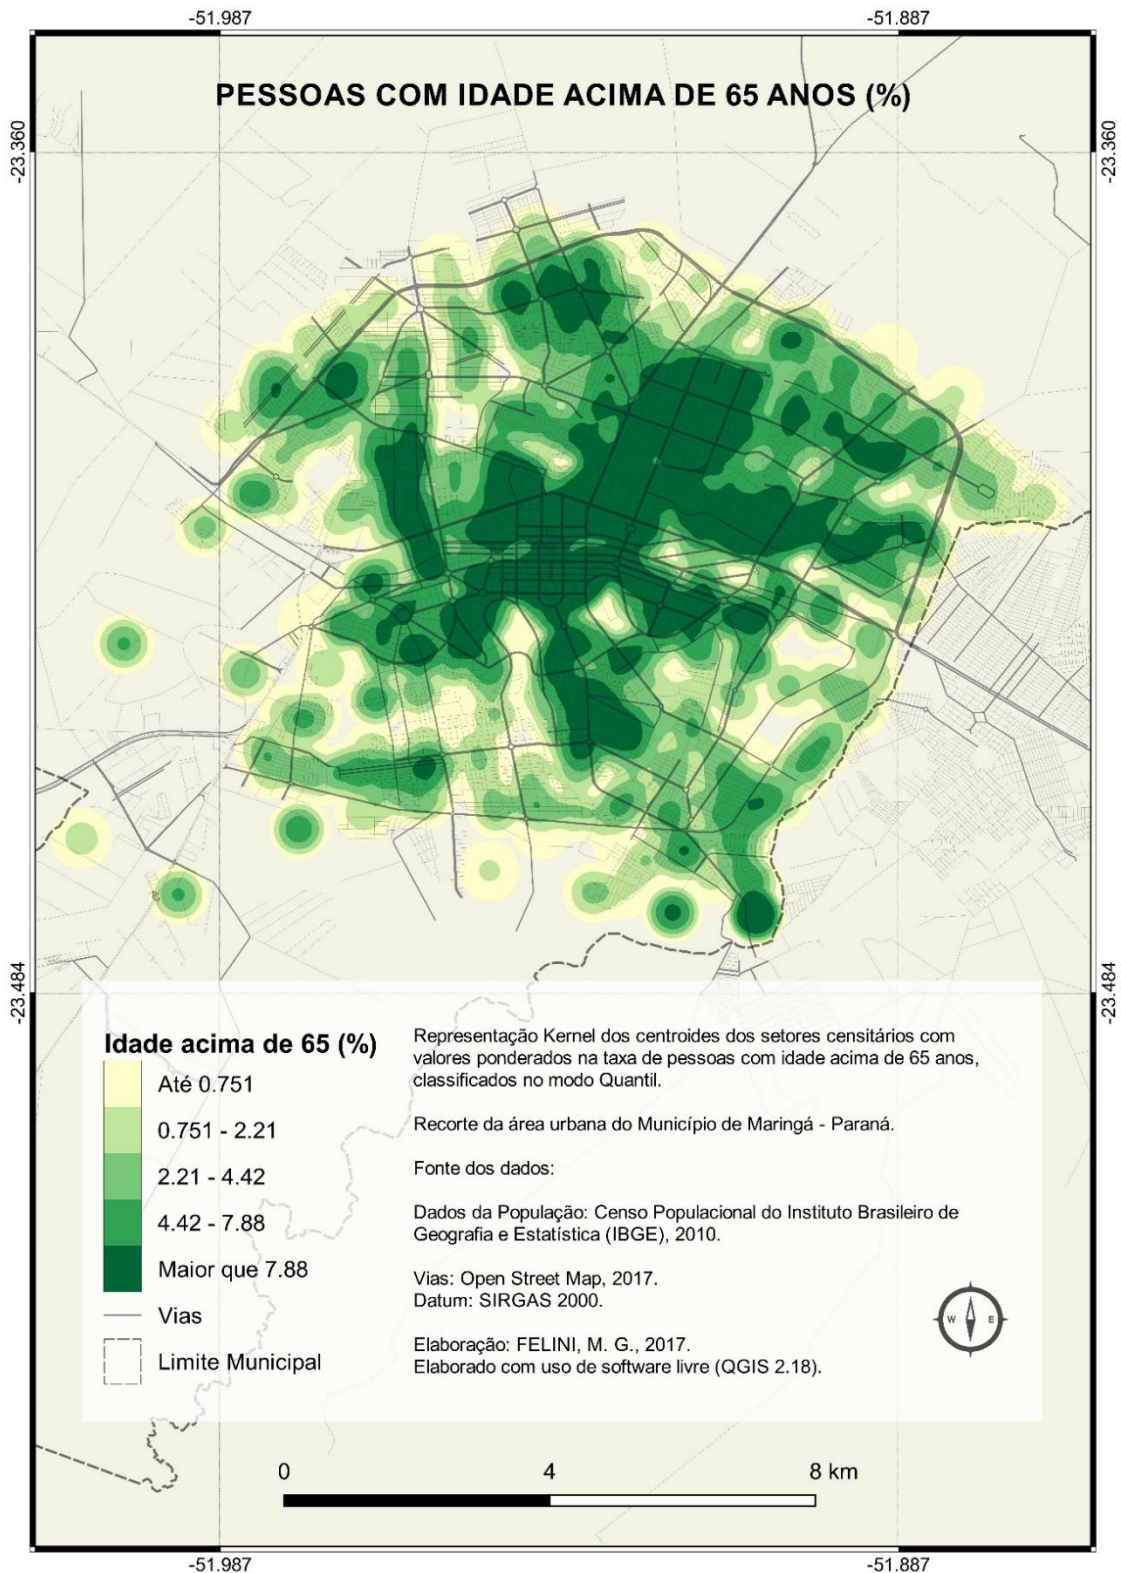 -51.987
-51.887
PESSOAS COM IDADE ACIMA DE 65 ANOS (%)
-23.360
-23.360
-23.484
-23.484
Idade acima de 65 (%)
Até 0.751
0.751 - 2.21
2.21 - 4.42
4.42 - 7.88
Maior que 7.88
Vias
Limite Municipal
Representação Kernel dos centroides dos setores censitários com
valores ponderados na taxa de pessoas com idade acima de 65 anos,
classificados no modo Quantil.
Recorte da área urbana do Município de Maringá - Paraná.
Fonte dos dados:
Dados da População: Censo Populacional do Instituto Brasileiro de
Geografia e Estatística (IBGE), 2010.
Vias: Open Street Map, 2017.
Datum: SIRGAS 2000.
Elaboração: FELINI, M. G., 2017.
Elaborado com uso de software livre (QGIS 2.18).
W E
0 4 8 km
-51.987
-51.887